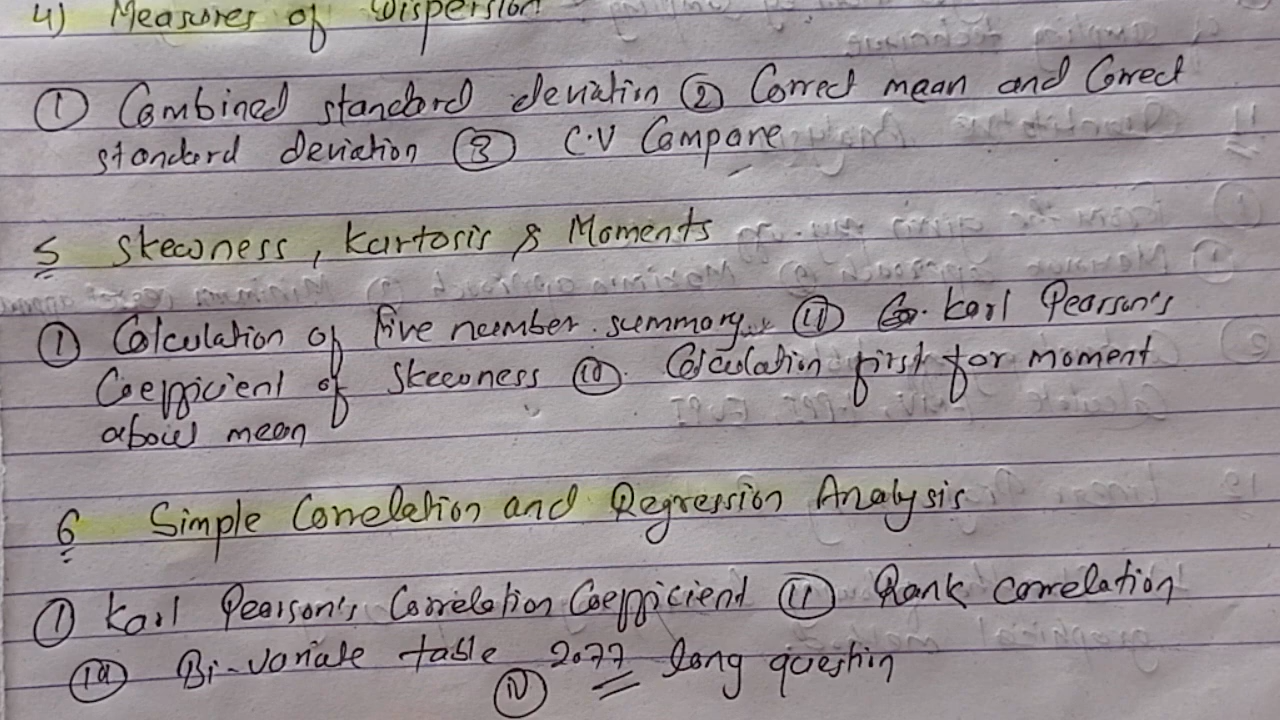 4) Measures of Dispersion
① Combined standard deviation ② Correct mean and Correct
standard deviation ③ C.V Compare
5 Skewness, Kurtosis & Moments
① Calculation of five number summary ⑪ Karl Pearson's
Coefficient of Skewness ⑩ Calculation first for moment
about mean
6 Simple Correlation and Regression Analysis
① Karl Pearson's Correlation Coefficient ⑪ Rank correlation
Bi-variate table 2077 long question
Ⓘⓥ